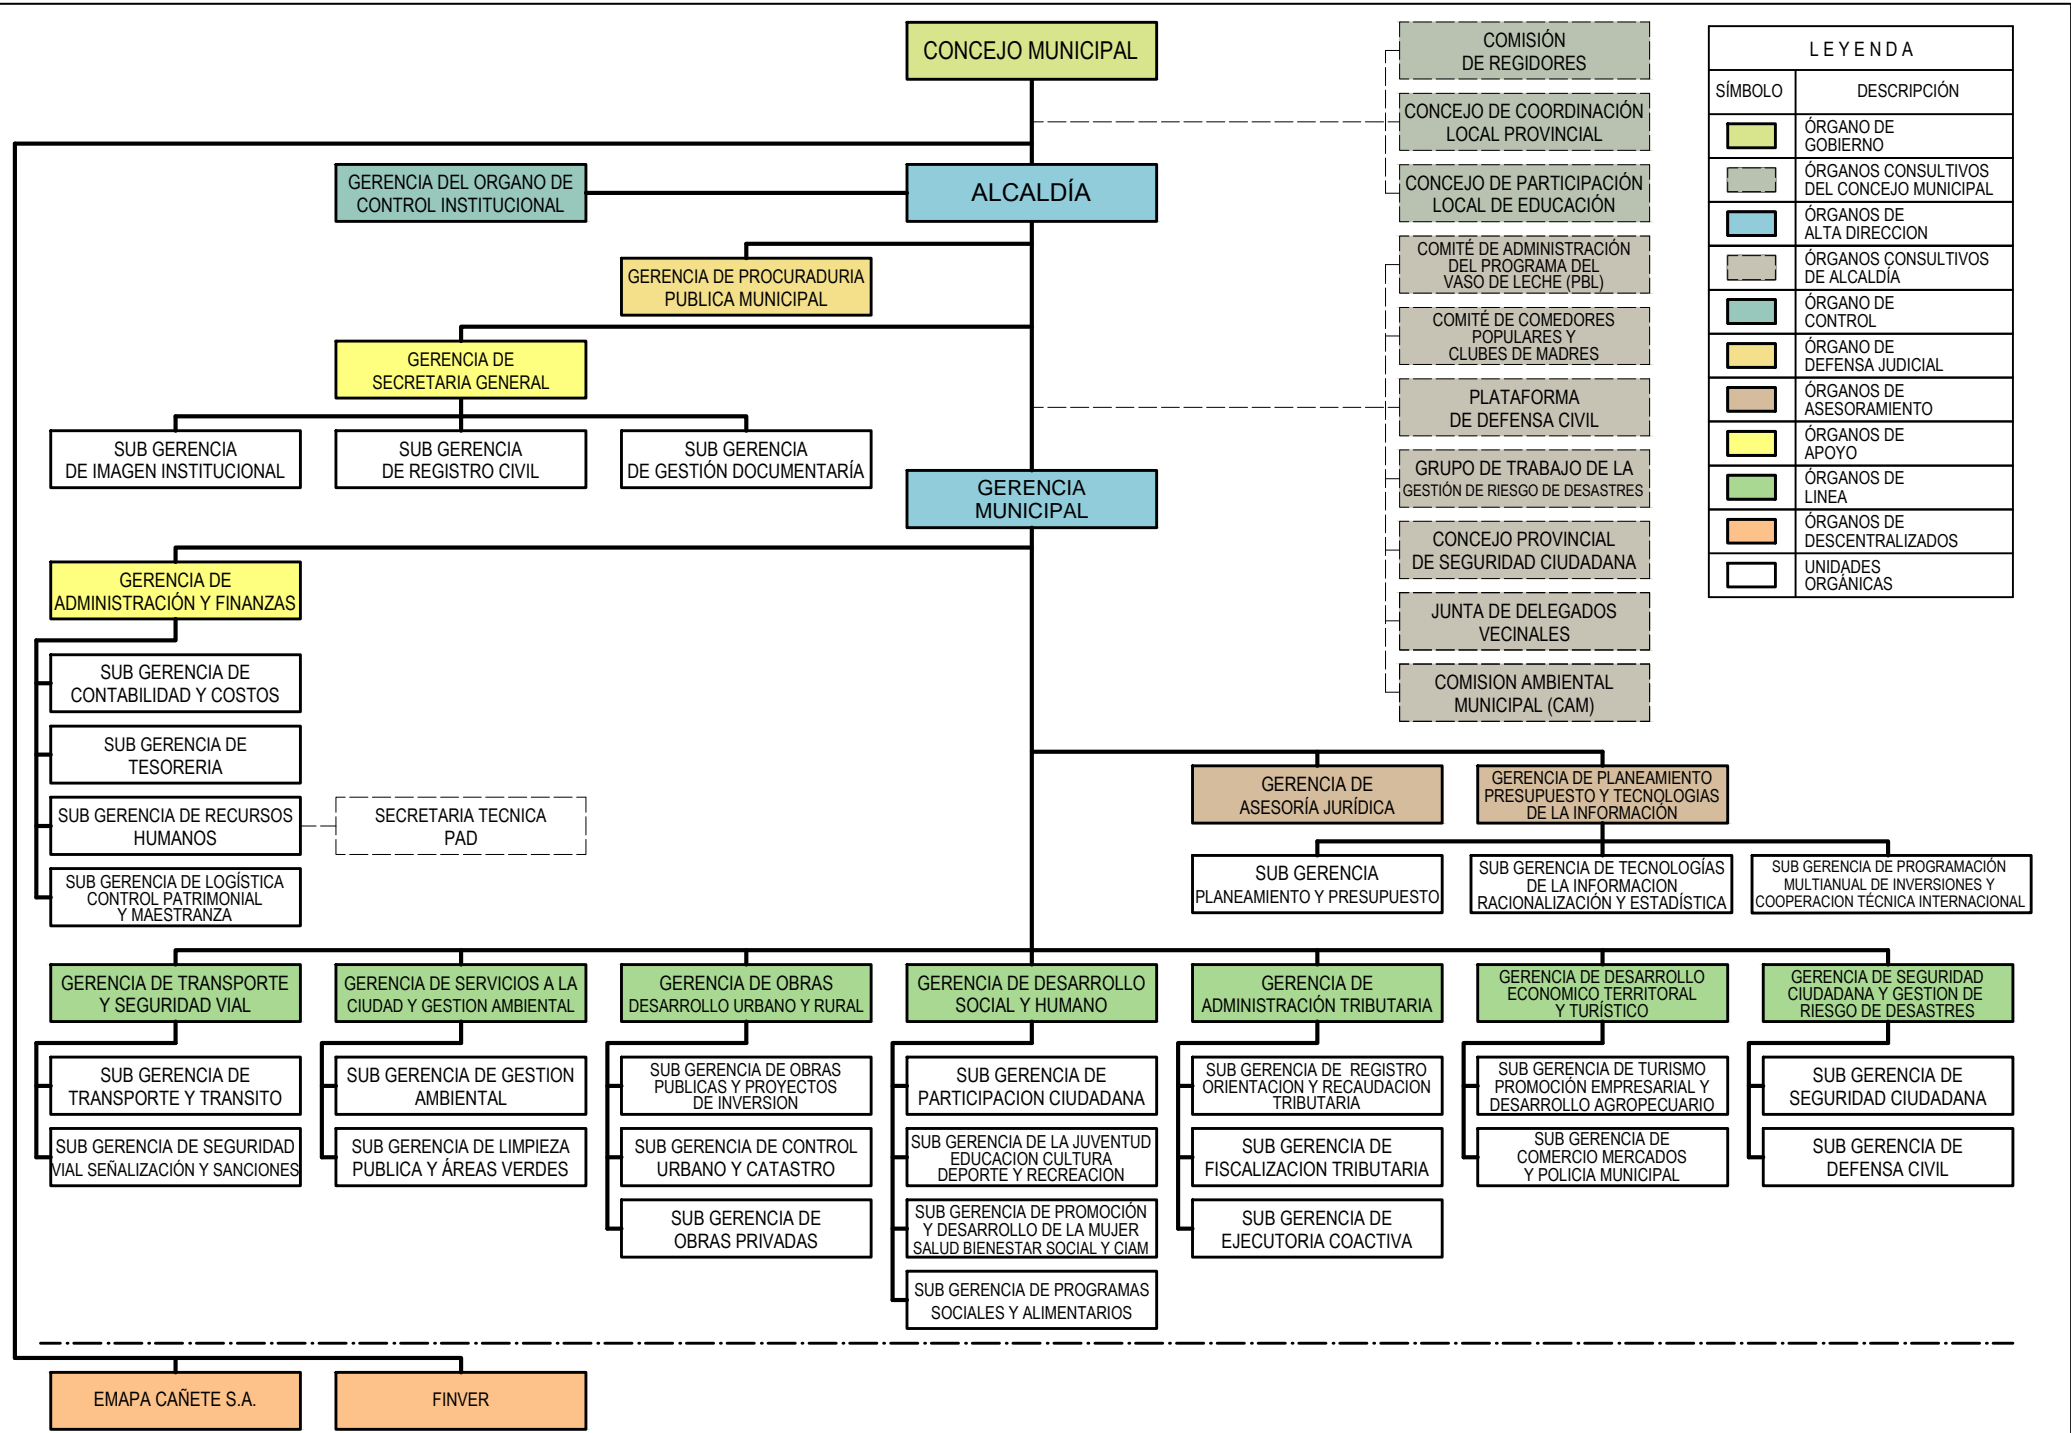 CONCEJO MUNICIPAL
COMISIÓN
DE REGIDORES
CONCEJO DE COORDINACIÓN
LOCAL PROVINCIAL
CONCEJO DE PARTICIPACIÓN
LOCAL DE EDUCACIÓN
GERENCIA DEL ORGANO DE
CONTROL INSTITUCIONAL
ALCALDÍA
GERENCIA DE PROCURADURIA
PUBLICA MUNICIPAL
GERENCIA DE
SECRETARIA GENERAL
SUB GERENCIA
DE IMAGEN INSTITUCIONAL
SUB GERENCIA
DE REGISTRO CIVIL
SUB GERENCIA
DE GESTIÓN DOCUMENTARÍA
COMITÉ DE ADMINISTRACIÓN
DEL PROGRAMA DEL
VASO DE LECHE (PBL)
COMITÉ DE COMEDORES
POPULARES Y
CLUBES DE MADRES
PLATAFORMA
DE DEFENSA CIVIL
GRUPO DE TRABAJO DE LA
GESTIÓN DE RIESGO DE DESASTRES
CONCEJO PROVINCIAL
DE SEGURIDAD CIUDADANA
JUNTA DE DELEGADOS
VECINALES
COMISION AMBIENTAL
MUNICIPAL (CAM)
LEYENDA
SÍMBOLO
DESCRIPCIÓN
ÓRGANO DE
GOBIERNO
ÓRGANOS CONSULTIVOS
DEL CONCEJO MUNICIPAL
ÓRGANOS DE
ALTA DIRECCION
ÓRGANOS CONSULTIVOS
DE ALCALDÍA
ÓRGANO DE
CONTROL
ÓRGANO DE
DEFENSA JUDICIAL
ÓRGANOS DE
ASESORAMIENTO
ÓRGANOS DE
APOYO
ÓRGANOS DE
LINEA
ÓRGANOS DE
DESCENTRALIZADOS
UNIDADES
ORGÁNICAS
GERENCIA
MUNICIPAL
GERENCIA DE
ADMINISTRACIÓN Y FINANZAS
SUB GERENCIA DE
CONTABILIDAD Y COSTOS
SUB GERENCIA DE
TESORERIA
SUB GERENCIA DE RECURSOS
HUMANOS
SECRETARIA TECNICA
PAD
SUB GERENCIA DE LOGÍSTICA
CONTROL PATRIMONIAL
Y MAESTRANZA
GERENCIA DE
ASESORÍA JURÍDICA
GERENCIA DE PLANEAMIENTO
PRESUPUESTO Y TECNOLOGIAS
DE LA INFORMACIÓN
SUB GERENCIA
PLANEAMIENTO Y PRESUPUESTO
SUB GERENCIA DE TECNOLOGÍAS
DE LA INFORMACION
RACIONALIZACIÓN Y ESTADÍSTICA
SUB GERENCIA DE PROGRAMACIÓN
MULTIANUAL DE INVERSIONES Y
COOPERACION TÉCNICA INTERNACIONAL
GERENCIA DE TRANSPORTE
Y SEGURIDAD VIAL
SUB GERENCIA DE
TRANSPORTE Y TRANSITO
SUB GERENCIA DE SEGURIDAD
VIAL SEÑALIZACIÓN Y SANCIONES
GERENCIA DE SERVICIOS A LA
CIUDAD Y GESTION AMBIENTAL
SUB GERENCIA DE GESTION
AMBIENTAL
SUB GERENCIA DE LIMPIEZA
PUBLICA Y ÁREAS VERDES
GERENCIA DE OBRAS
DESARROLLO URBANO Y RURAL
SUB GERENCIA DE OBRAS
PUBLICAS Y PROYECTOS
DE INVERSION
SUB GERENCIA DE CONTROL
URBANO Y CATASTRO
SUB GERENCIA DE
OBRAS PRIVADAS
GERENCIA DE DESARROLLO
SOCIAL Y HUMANO
SUB GERENCIA DE
PARTICIPACION CIUDADANA
SUB GERENCIA DE LA JUVENTUD
EDUCACION CULTURA
DEPORTE Y RECREACION
SUB GERENCIA DE PROMOCIÓN
Y DESARROLLO DE LA MUJER
SALUD BIENESTAR SOCIAL Y CIAM
SUB GERENCIA DE PROGRAMAS
SOCIALES Y ALIMENTARIOS
GERENCIA DE
ADMINISTRACIÓN TRIBUTARIA
SUB GERENCIA DE REGISTRO
ORIENTACION Y RECAUDACION
TRIBUTARIA
SUB GERENCIA DE
FISCALIZACION TRIBUTARIA
SUB GERENCIA DE
EJECUTORIA COACTIVA
GERENCIA DE DESARROLLO
ECONOMICO TERRITORAL
Y TURÍSTICO
SUB GERENCIA DE TURISMO
PROMOCIÓN EMPRESARIAL Y
DESARROLLO AGROPECUARIO
SUB GERENCIA DE
COMERCIO MERCADOS
Y POLICIA MUNICIPAL
GERENCIA DE SEGURIDAD
CIUDADANA Y GESTION DE
RIESGO DE DESASTRES
SUB GERENCIA DE
SEGURIDAD CIUDADANA
SUB GERENCIA DE
DEFENSA CIVIL
EMAPA CAÑETE S.A.
FINVER